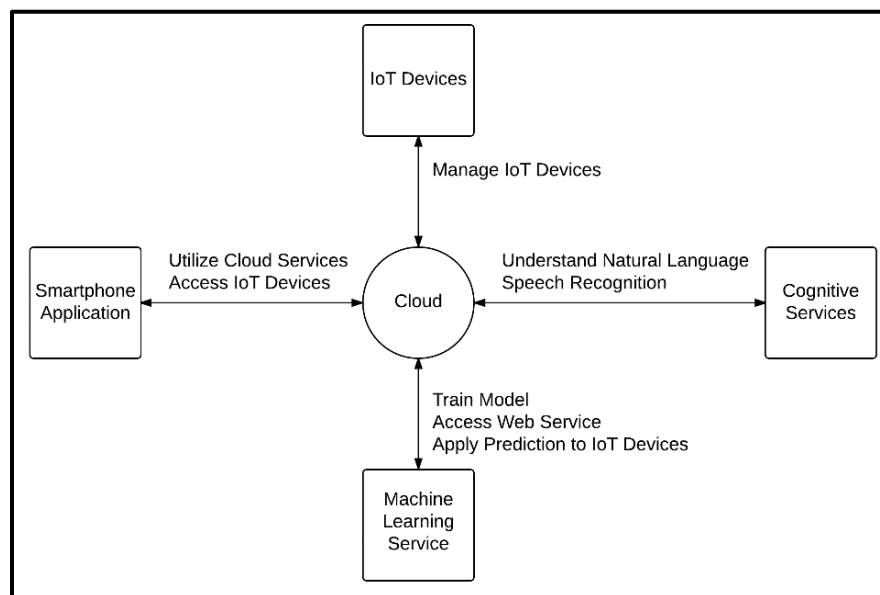 IoT Devices
Manage IoT Devices
Utilize Cloud Services
Access IoT Devices
Understand Natural Language
Speech Recognition
Smartphone
Application
Cloud
Cognitive
Services
Train Model
Access Web Service
Apply Prediction to IoT Devices
Machine
Learning
Service